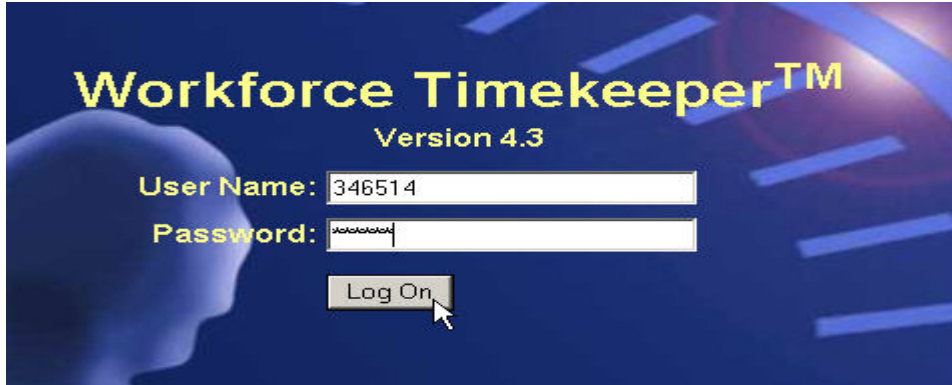 Workforce Timekeeper™
Version 4.3
User Name: 346514
Password: *******
Log On